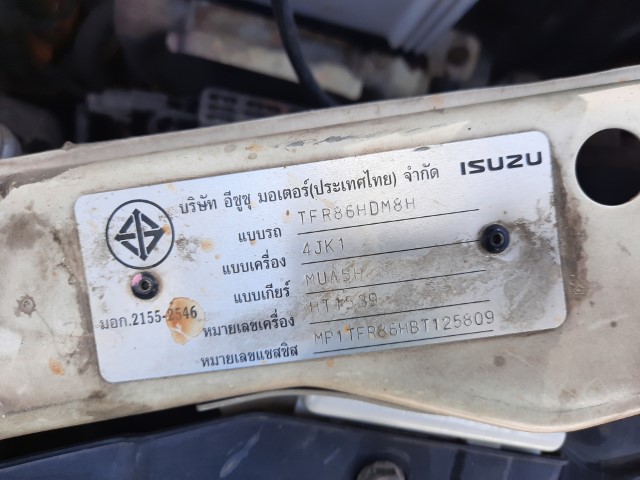 บริษัท อีซูซุ มอเตอร์(ประเทศไทย) จำกัด ISUZU
แบบรถ TFR86HDM8H
แบบเครื่อง 4JK1
แบบเกียร์ MUA5H
หมายเลขเครื่อง HT1539
หมายเลขแชสซิส MP1TFR86HBT125809
มอก.2155-2546